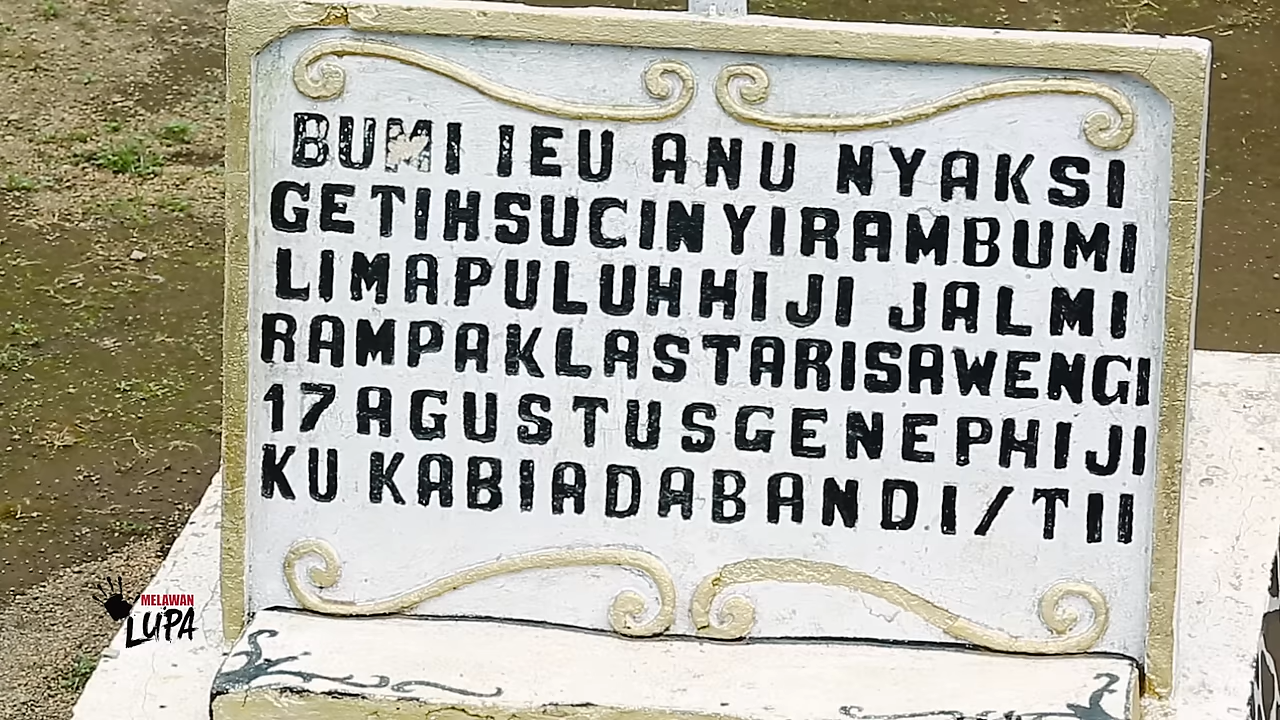 BUMI IEU ANU NYAKSI
GETIHSUCINYIRAMBUMI
LIMAPULUHHIJI JALMI
RAMPAKLASTARISAWENGI
17 AGUSTUSGENEPHIJI
KU KABIADABANDI/TII
MELAWAN
LUPA